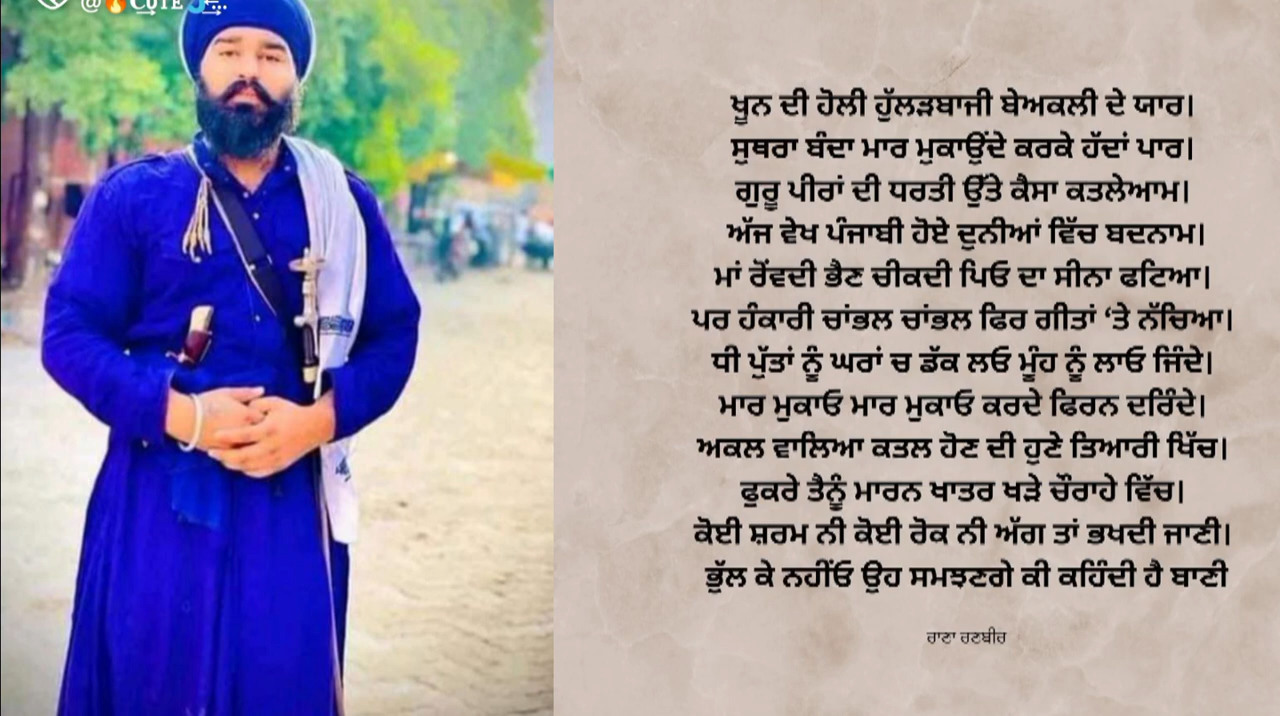 @🔥CUTE
ਖੂਨ ਦੀ ਹੋਲੀ ਹੁੱਲੜਬਾਜੀ ਬੇਅਕਲੀ ਦੇ ਯਾਰ।
ਸੁਥਰਾ ਬੰਦਾ ਮਾਰ ਮੁਕਾਉਂਦੇ ਕਰਕੇ ਹੱਦਾਂ ਪਾਰ।
ਗੁਰੂ ਪੀਰਾਂ ਦੀ ਧਰਤੀ ਉੱਤੇ ਕੈਸਾ ਕਤਲੇਆਮ।
ਅੱਜ ਵੇਖ ਪੰਜਾਬੀ ਹੋਏ ਦੁਨੀਆਂ ਵਿੱਚ ਬਦਨਾਮ।
ਮਾਂ ਰੋਂਵਦੀ ਭੈਣ ਚੀਕਦੀ ਪਿਓ ਦਾ ਸੀਨਾ ਫਟਿਆ।
ਪਰ ਹੰਕਾਰੀ ਚਾਂਭਲ ਚਾਂਭਲ ਫਿਰ ਗੀਤਾਂ ‘ਤੇ ਨੱਚਿਆ।
ਧੀ ਪੁੱਤਾਂ ਨੂੰ ਘਰਾਂ ਚ ਡੱਕ ਲਓ ਮੂੰਹ ਨੂੰ ਲਾਓ ਜਿੰਦੇ।
ਮਾਰ ਮੁਕਾਓ ਮਾਰ ਮੁਕਾਓ ਕਰਦੇ ਫਿਰਨ ਦਰਿੰਦੇ।
ਅਕਲ ਵਾਲਿਆ ਕਤਲ ਹੋਣ ਦੀ ਹੁਣੇ ਤਿਆਰੀ ਖਿੱਚ।
ਫੁਕਰੇ ਤੈਨੂੰ ਮਾਰਨ ਖਾਤਰ ਖੜੇ ਚੌਰਾਹੇ ਵਿੱਚ।
ਕੋਈ ਸ਼ਰਮ ਨੀ ਕੋਈ ਰੋਕ ਨੀ ਅੱਗ ਤਾਂ ਭਖਦੀ ਜਾਣੀ।
ਭੁੱਲ ਕੇ ਨਹੀਂਓ ਉਹ ਸਮਝਣਗੇ ਕੀ ਕਹਿੰਦੀ ਹੈ ਬਾਣੀ
ਰਾਣਾ ਰਣਬੀਰ